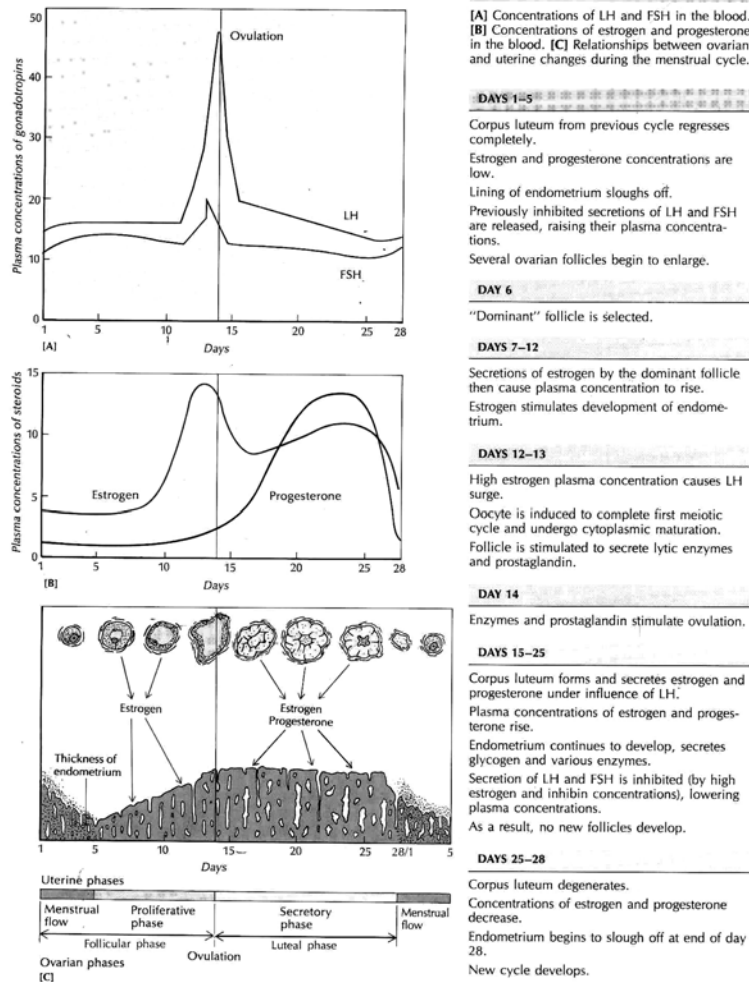 Plasma concentrations of gonadotropins
50
40
30
20
10
0
Ovulation
LH
FSH
1
5
10
15
20
25
28
[A]
Days
Plasma concentrations of steroids
15
10
5
0
Estrogen
Progesterone
1
5
10
15
20
25
28
[B]
Days
Estrogen
Estrogen
Progesterone
Thickness of
endometrium
1
5
10
15
20
25
28/1
5
Days
Uterine phases
Menstrual
flow
Proliferative
phase
Secretory
phase
Menstrual
flow
Follicular phase
Luteal phase
Ovulation
Ovarian phases
[C]
[A] Concentrations of LH and FSH in the blood.
[B] Concentrations of estrogen and progesterone
in the blood. [C] Relationships between ovarian
and uterine changes during the menstrual cycle.
DAYS 1–5
Corpus luteum from previous cycle regresses
completely.
Estrogen and progesterone concentrations are
low.
Lining of endometrium sloughs off.
Previously inhibited secretions of LH and FSH
are released, raising their plasma concentra-
tions.
Several ovarian follicles begin to enlarge.
DAY 6
"Dominant" follicle is selected.
DAYS 7–12
Secretions of estrogen by the dominant follicle
then cause plasma concentration to rise.
Estrogen stimulates development of endome-
trium.
DAYS 12–13
High estrogen plasma concentration causes LH
surge.
Oocyte is induced to complete first meiotic
cycle and undergo cytoplasmic maturation.
Follicle is stimulated to secrete lytic enzymes
and prostaglandin.
DAY 14
Enzymes and prostaglandin stimulate ovulation.
DAYS 15–25
Corpus luteum forms and secretes estrogen and
progesterone under influence of LH.
Plasma concentrations of estrogen and proges-
terone rise.
Endometrium continues to develop, secretes
glycogen and various enzymes.
Secretion of LH and FSH is inhibited (by high
estrogen and inhibin concentrations), lowering
plasma concentrations.
As a result, no new follicles develop.
DAYS 25–28
Corpus luteum degenerates.
Concentrations of estrogen and progesterone
decrease.
Endometrium begins to slough off at end of day
28.
New cycle develops.